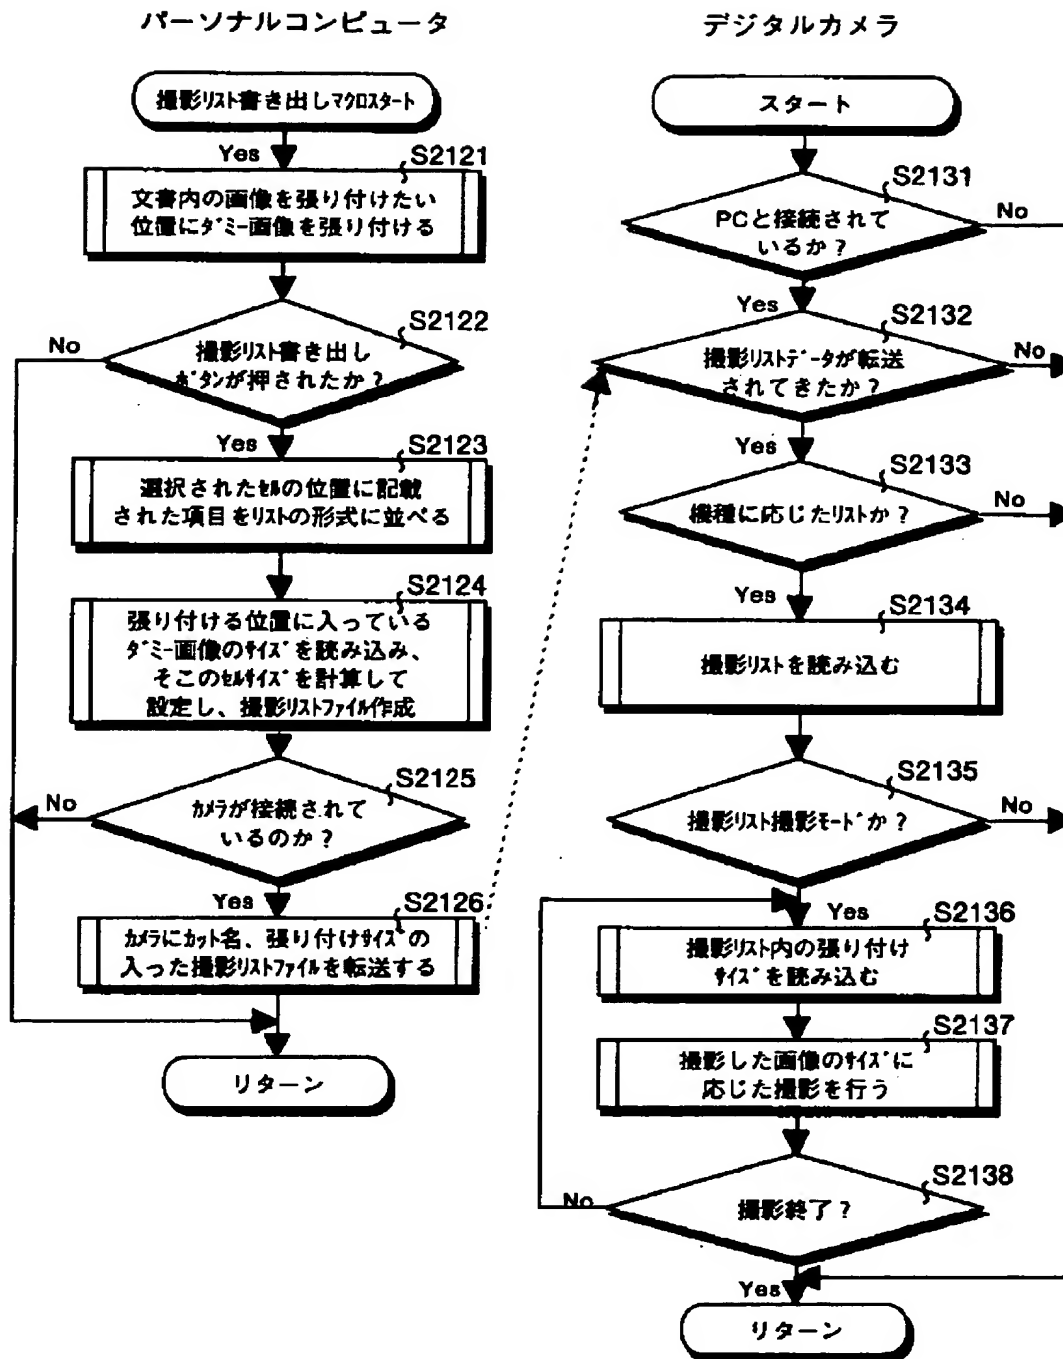 パーソナルコンピュータ
撮影リスト書き出しマクロスタート
Yes
S2121
文書内の画像を張り付けたい
位置にダミー画像を張り付ける
S2122
No
撮影リスト書き出し
ボタンが押されたか?
Yes
S2123
選択されたセルの位置に記載
された項目をリストの形式に並べる
S2124
張り付ける位置に入っている
ダミー画像のサイズを読み込み、
そこのセルサイズを計算して
設定し、撮影リストファイル作成
S2125
No
カメラが接続されて
いるのか?
Yes
S2126
カメラにカット名、張り付けサイズの
入った撮影リストファイルを転送する
リターン
デジタルカメラ
スタート
S2131
No
PCと接続されて
いるか?
Yes
S2132
No
撮影リストデータが転送
されてきたか?
Yes
S2133
No
機種に応じたリストか?
Yes
S2134
撮影リストを読み込む
S2135
No
撮影リスト撮影モードか?
Yes
S2136
撮影リスト内の張り付け
サイズを読み込む
S2137
撮影した画像のサイズに
応じた撮影を行う
S2138
No
撮影終了?
Yes
リターン